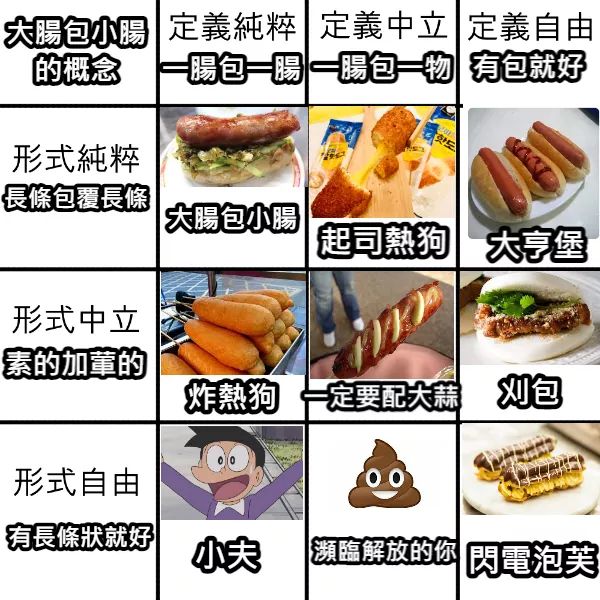 大腸包小腸
的概念
定義純粹
一腸包一腸
定義中立
一腸包一物
定義自由
有包就好
形式純粹
長條包覆長條
大腸包小腸
起司熱狗
大亨堡
形式中立
素的加葷的
炸熱狗
一定要配大蒜
刈包
形式自由
有長條狀就好
小夫
瀕臨解放的你
閃電泡芙